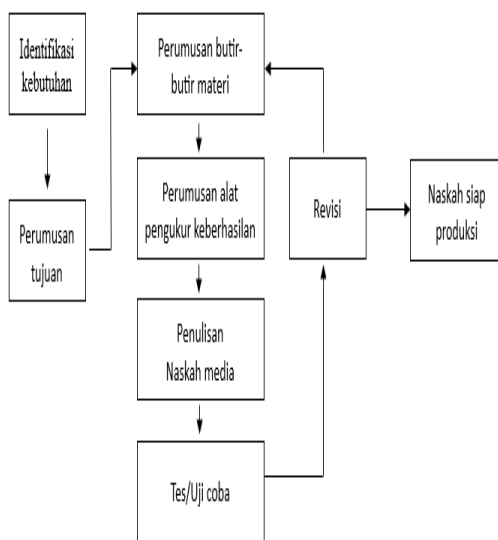 Identifikasi
kebutuhan
Perumusan
tujuan
Perumusan butir-
butir materi
Perumusan alat
pengukur keberhasilan
Penulisan
Naskah media
Tes/Uji coba
Revisi
Naskah siap
produksi